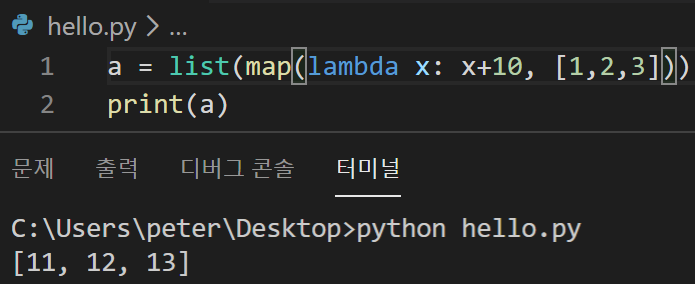 hello.py > ...
1 a = list(map(lambda x: x+10, [1,2,3]))
2 print(a)
문제 출력 디버그 콘솔 터미널
C:\Users\peter\Desktop>python hello.py
[11, 12, 13]